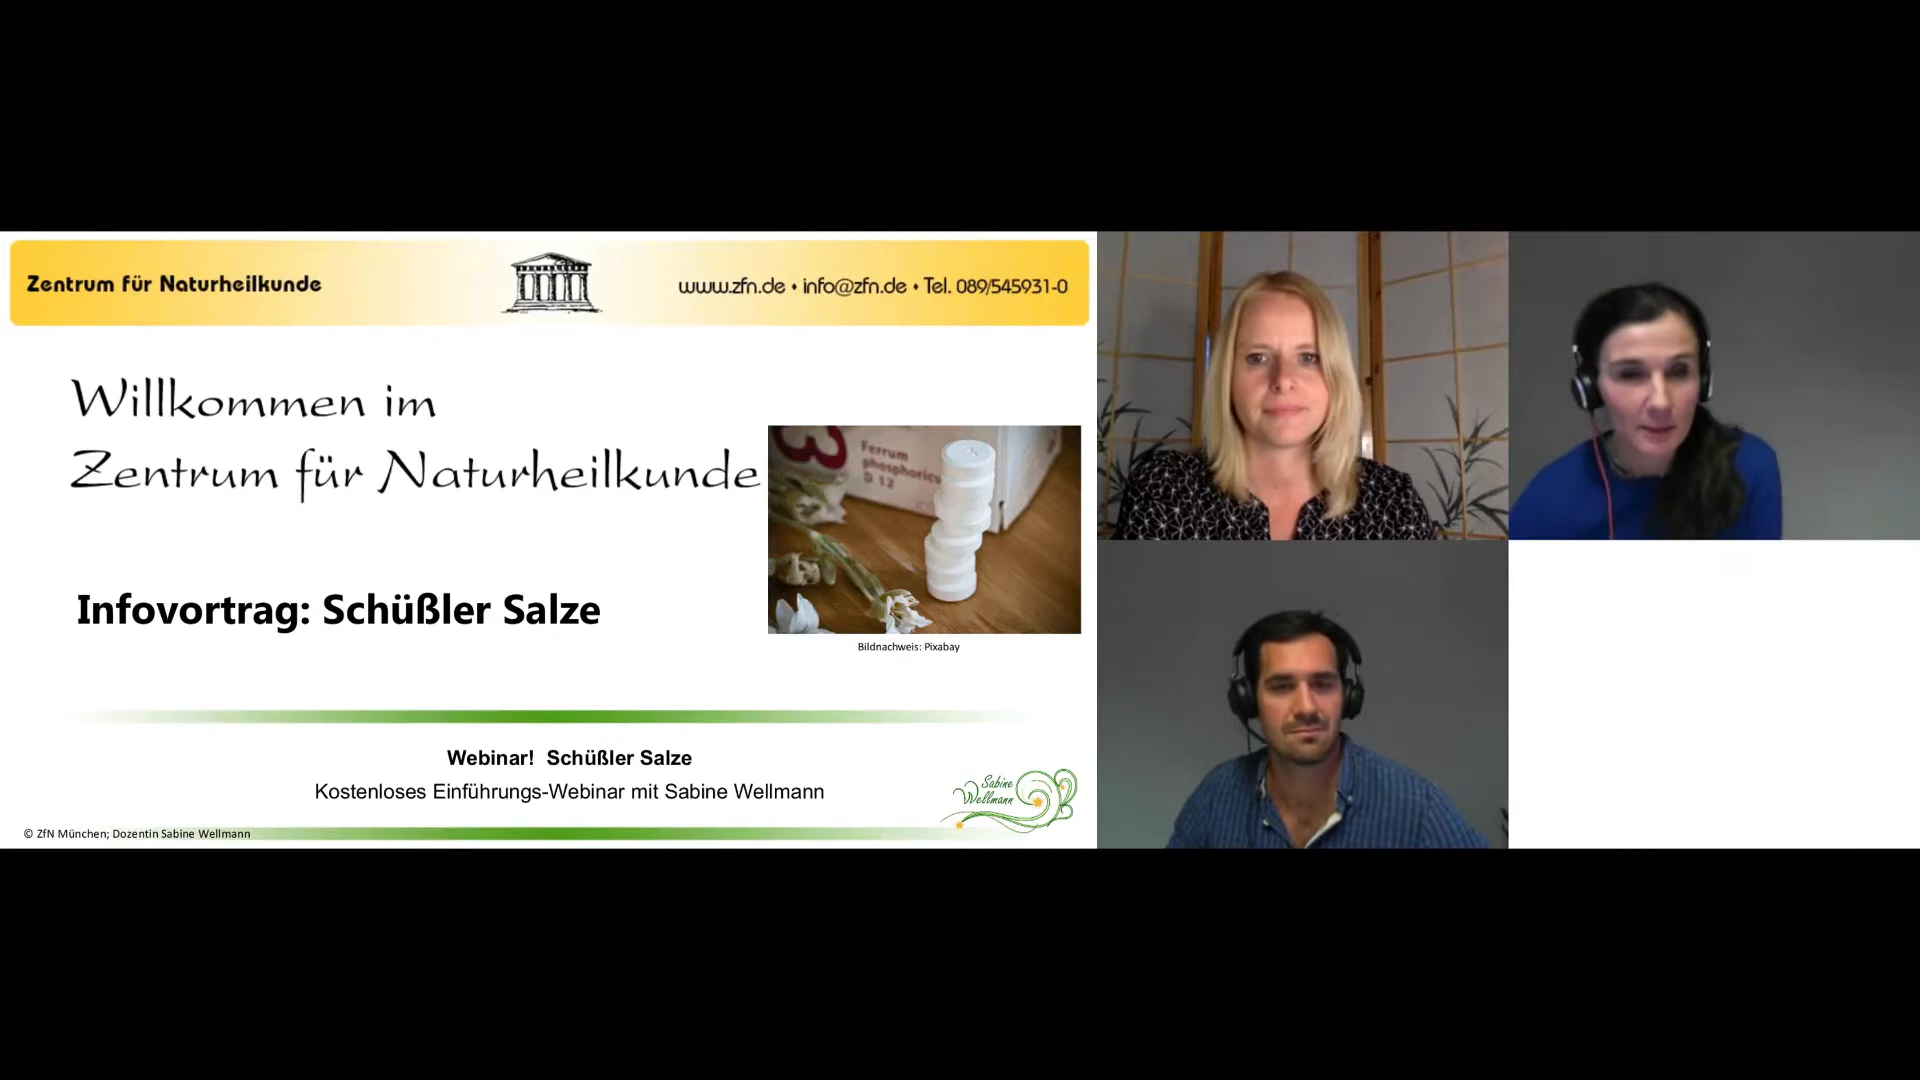 Zentrum für Naturheilkunde
www.zfn.de • info@zfn.de • Tel. 089/545931-0
Willkommen im
Zentrum für Naturheilkunde
3
Ferrum
phosphoricu
D 12
Bildnachweis: Pixabay
Infovortrag: Schüßler Salze
Webinar! Schüßler Salze
Kostenloses Einführungs-Webinar mit Sabine Wellmann
Sabine
Wellmann
© ZfN München; Dozentin Sabine Wellmann